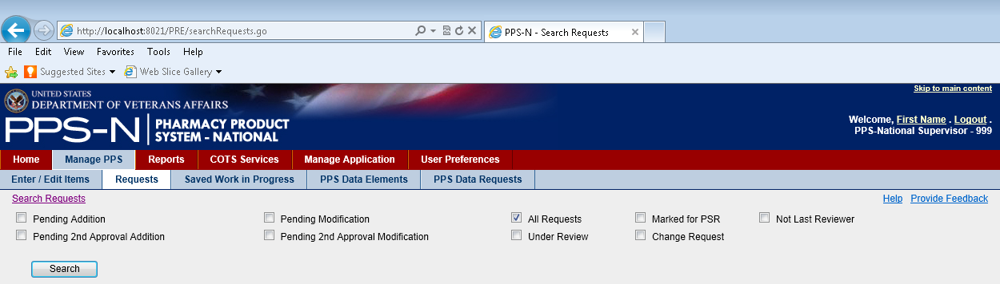 http://localhost:8021/PRE/searchRequests.go
PPS-N - Search Requests
File Edit View Favorites Tools Help
Suggested Sites Web Slice Gallery
Skip to main content
UNITED STATES
DEPARTMENT OF VETERANS AFFAIRS
PPS-N PHARMACY PRODUCT
SYSTEM - NATIONAL
Welcome, First Name . Logout .
PPS-National Supervisor - 999
Home Manage PPS Reports COTS Services Manage Application User Preferences
Enter / Edit Items Requests Saved Work in Progress PPS Data Elements PPS Data Requests
Search Requests Help Provide Feedback
Pending Addition Pending Modification All Requests Marked for PSR Not Last Reviewer
Pending 2nd Approval Addition Pending 2nd Approval Modification Under Review Change Request
Search